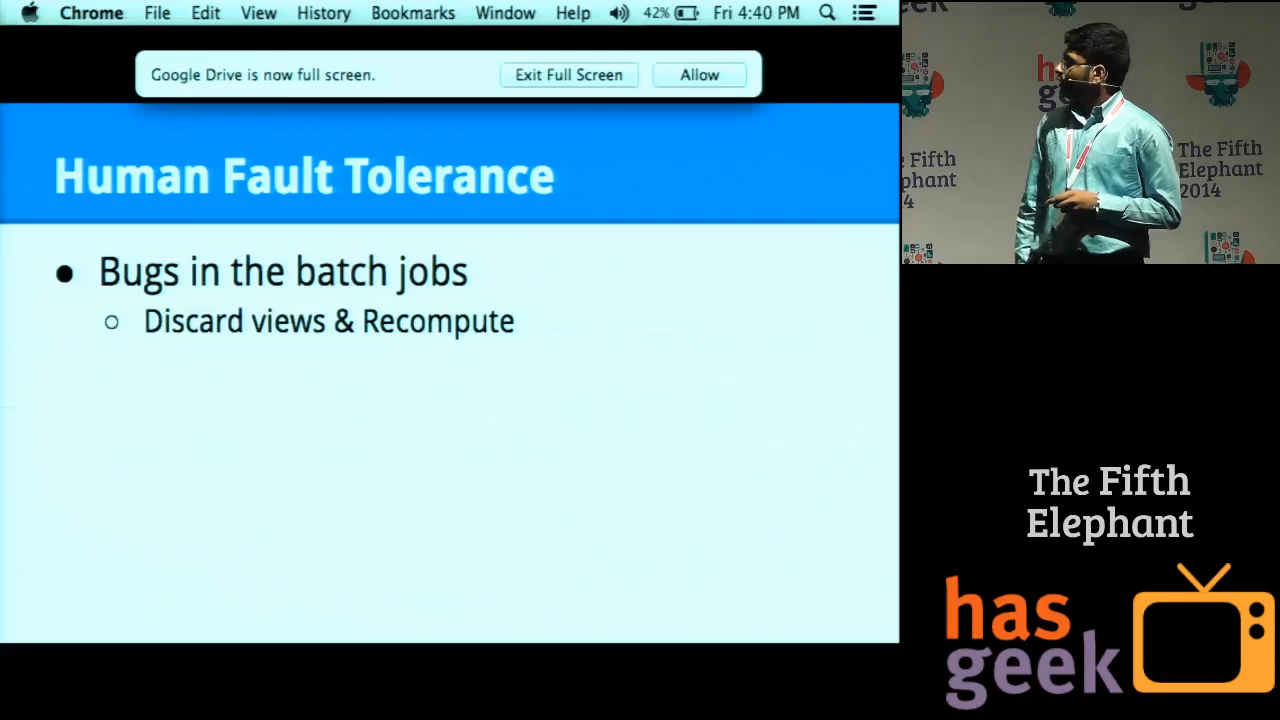 Chrome File Edit View History Bookmarks Window Help 42% Fri 4:40 PM
Google Drive is now full screen. Exit Full Screen Allow
Human Fault Tolerance
● Bugs in the batch jobs
○ Discard views & Recompute
The Fifth
Elephant
2014
The Fifth
Elephant
has
geek